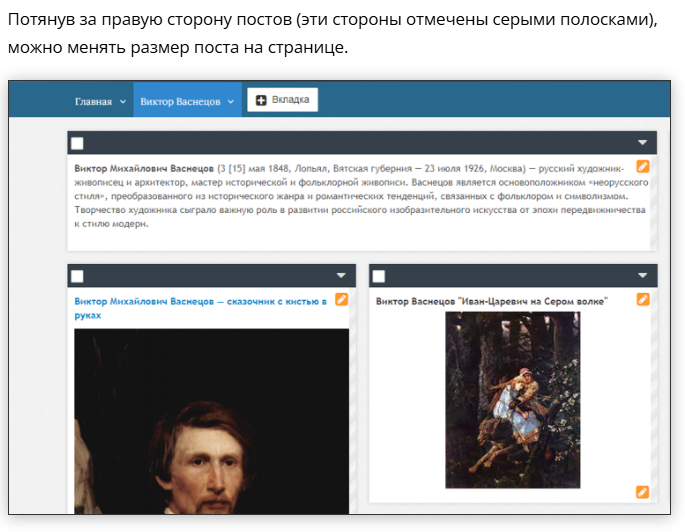 Потянув за правую сторону постов (эти стороны отмечены серыми полосками),
можно менять размер поста на странице.
Главная
Виктор Васнецов
Вкладка
Виктор Михайлович Васнецов (3 [15] мая 1848, Лопьял, Вятская губерния — 23 июля 1926, Москва) — русский художник-
живописец и архитектор, мастер исторической и фольклорной живописи. Васнецов является основоположником «неорусского
стиля», преобразованного из исторического жанра и романтических тенденций, связанных с фольклором и символизмом.
Творчество художника сыграло важную роль в развитии российского изобразительного искусства от эпохи передвижничества
к стилю модерн.
Виктор Михайлович Васнецов — сказочник с кистью в
руках
Виктор Васнецов "Иван-Царевич на Сером волке"